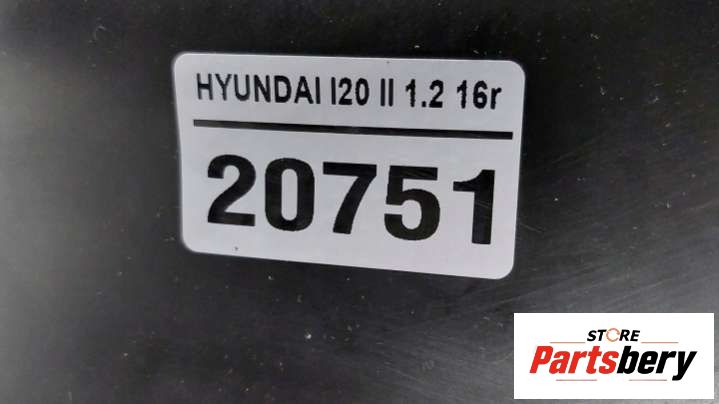 HYUNDAI I20 II 1.2 16r
20751
STORE
Partsbery